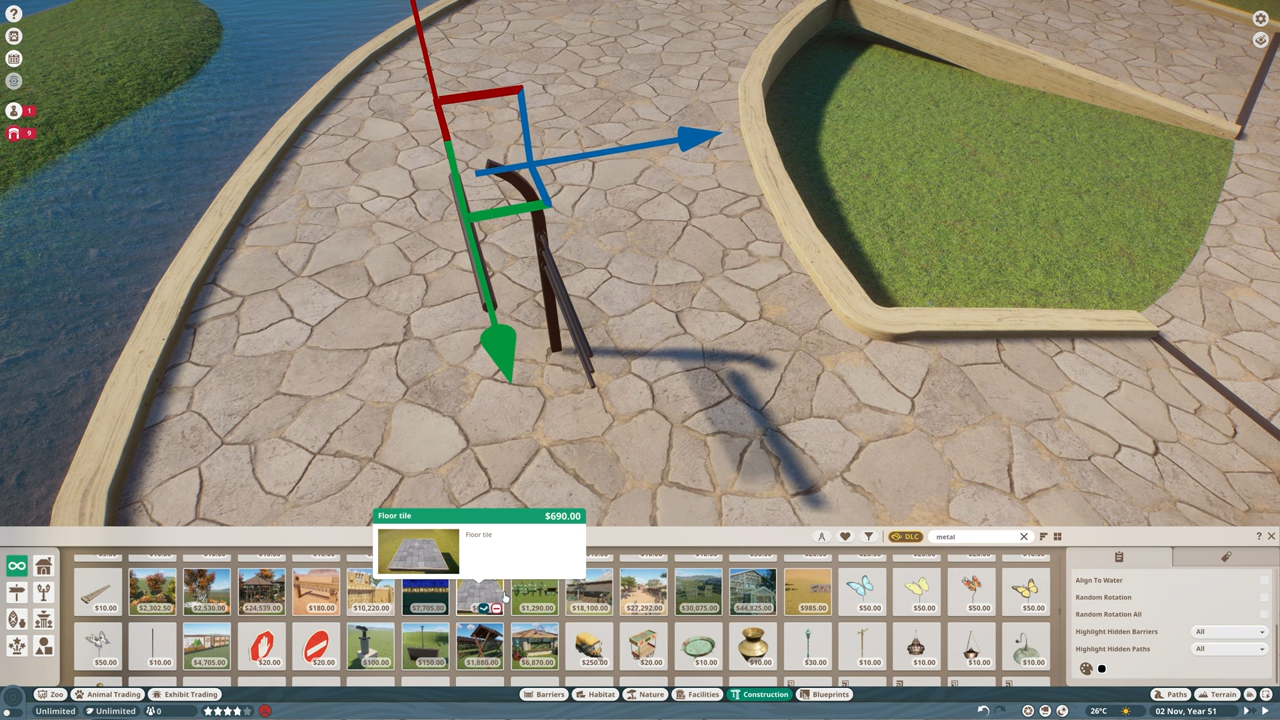 ?
1
9
Floor tile
$690.00
Floor tile
DLC
metal
?
$10.00
$2,302.50
$2,530.00
$24,539.00
$180.00
$10,220.00
$7,705.00
$1,290.00
$18,100.00
$27,292.00
$30,075.00
$44,825.00
$985.00
$50.00
$50.00
$50.00
$50.00
$50.00
$10.00
$4,705.00
$20.00
$20.00
$100.00
$150.00
$1,880.00
$6,870.00
$250.00
$20.00
$10.00
$10.00
$30.00
$10.00
$10.00
$10.00
$10.00
Align To Water
Random Rotation
Random Rotation All
Highlight Hidden Barriers
All
Highlight Hidden Paths
All
Zoo
Animal Trading
Exhibit Trading
Barriers
Habitat
Nature
Facilities
Construction
Blueprints
Paths
Terrain
Unlimited
Unlimited
0
26°C
02 Nov, Year 51